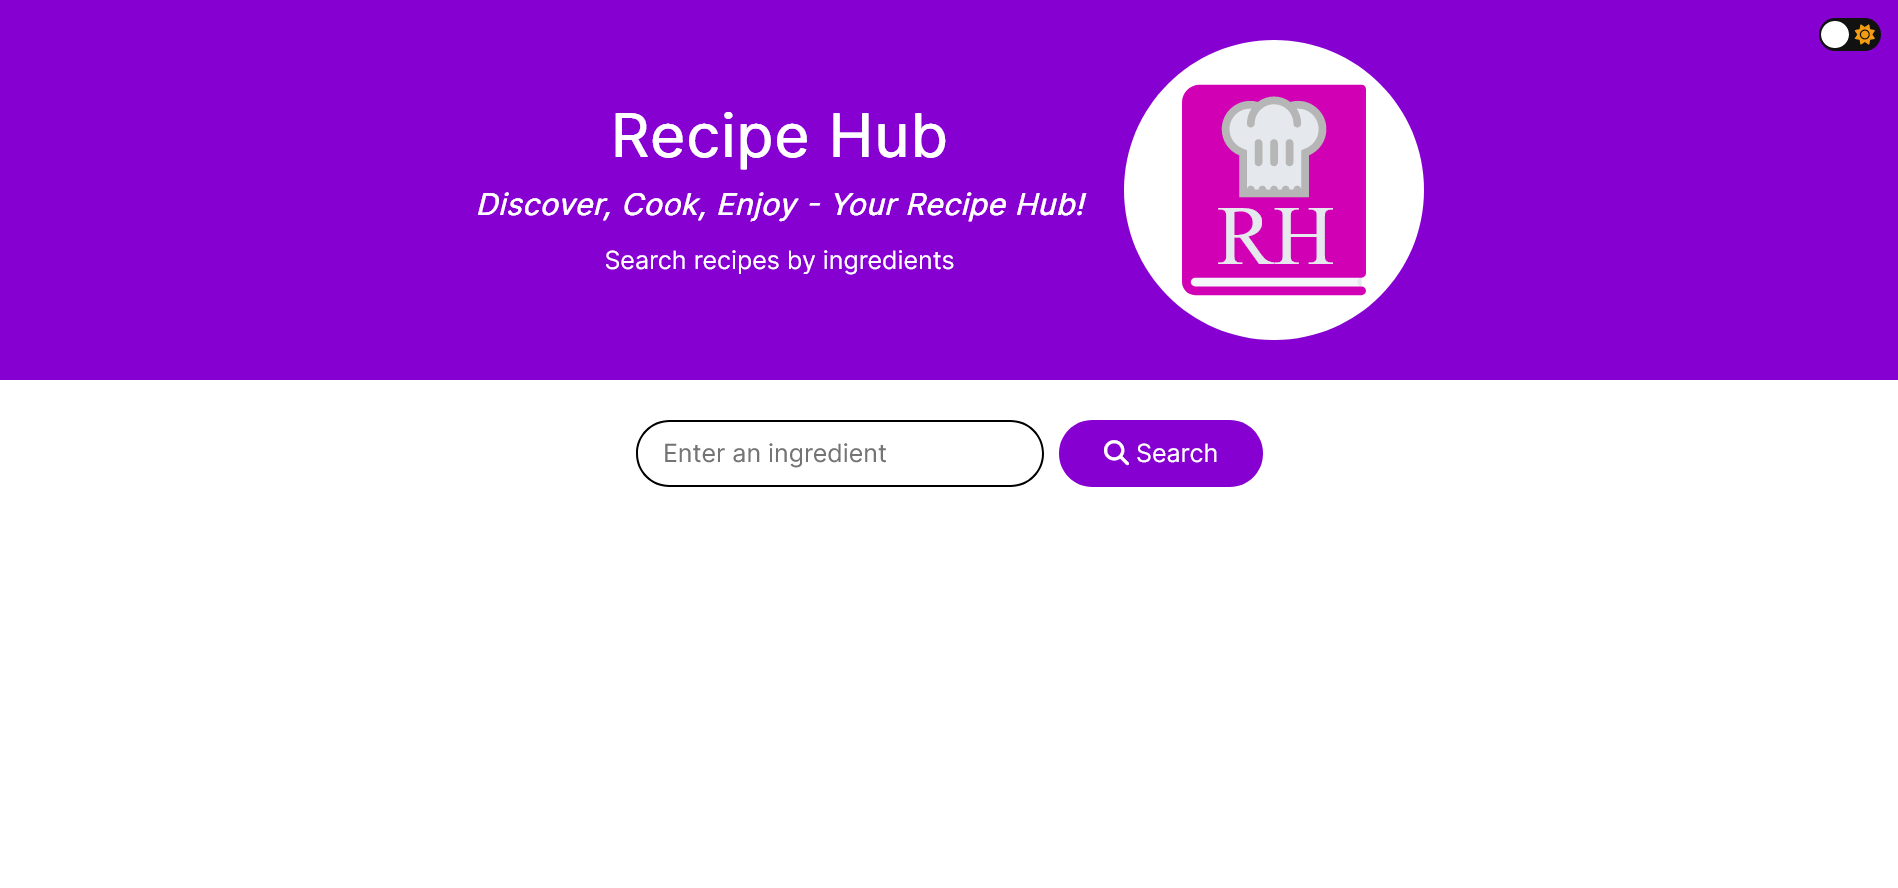 Recipe Hub
Discover, Cook, Enjoy - Your Recipe Hub!
Search recipes by ingredients
RH
Enter an ingredient
Search